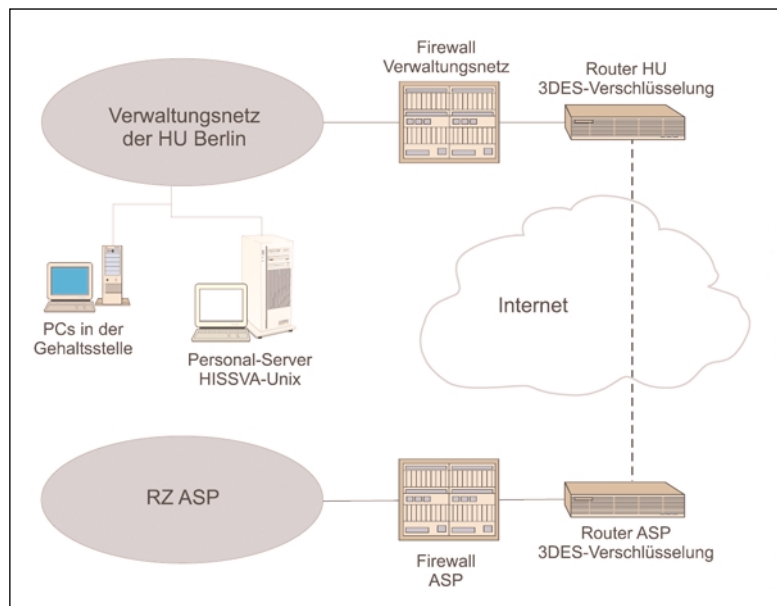 Firewall
Verwaltungsnetz
Router HU
3DES-Verschlüsselung
Verwaltungsnetz
der HU Berlin
Internet
PCs in der
Gehaltsstelle
Personal-Server
HISSVA-Unix
RZ ASP
Firewall
ASP
Router ASP
3DES-Verschlüsselung